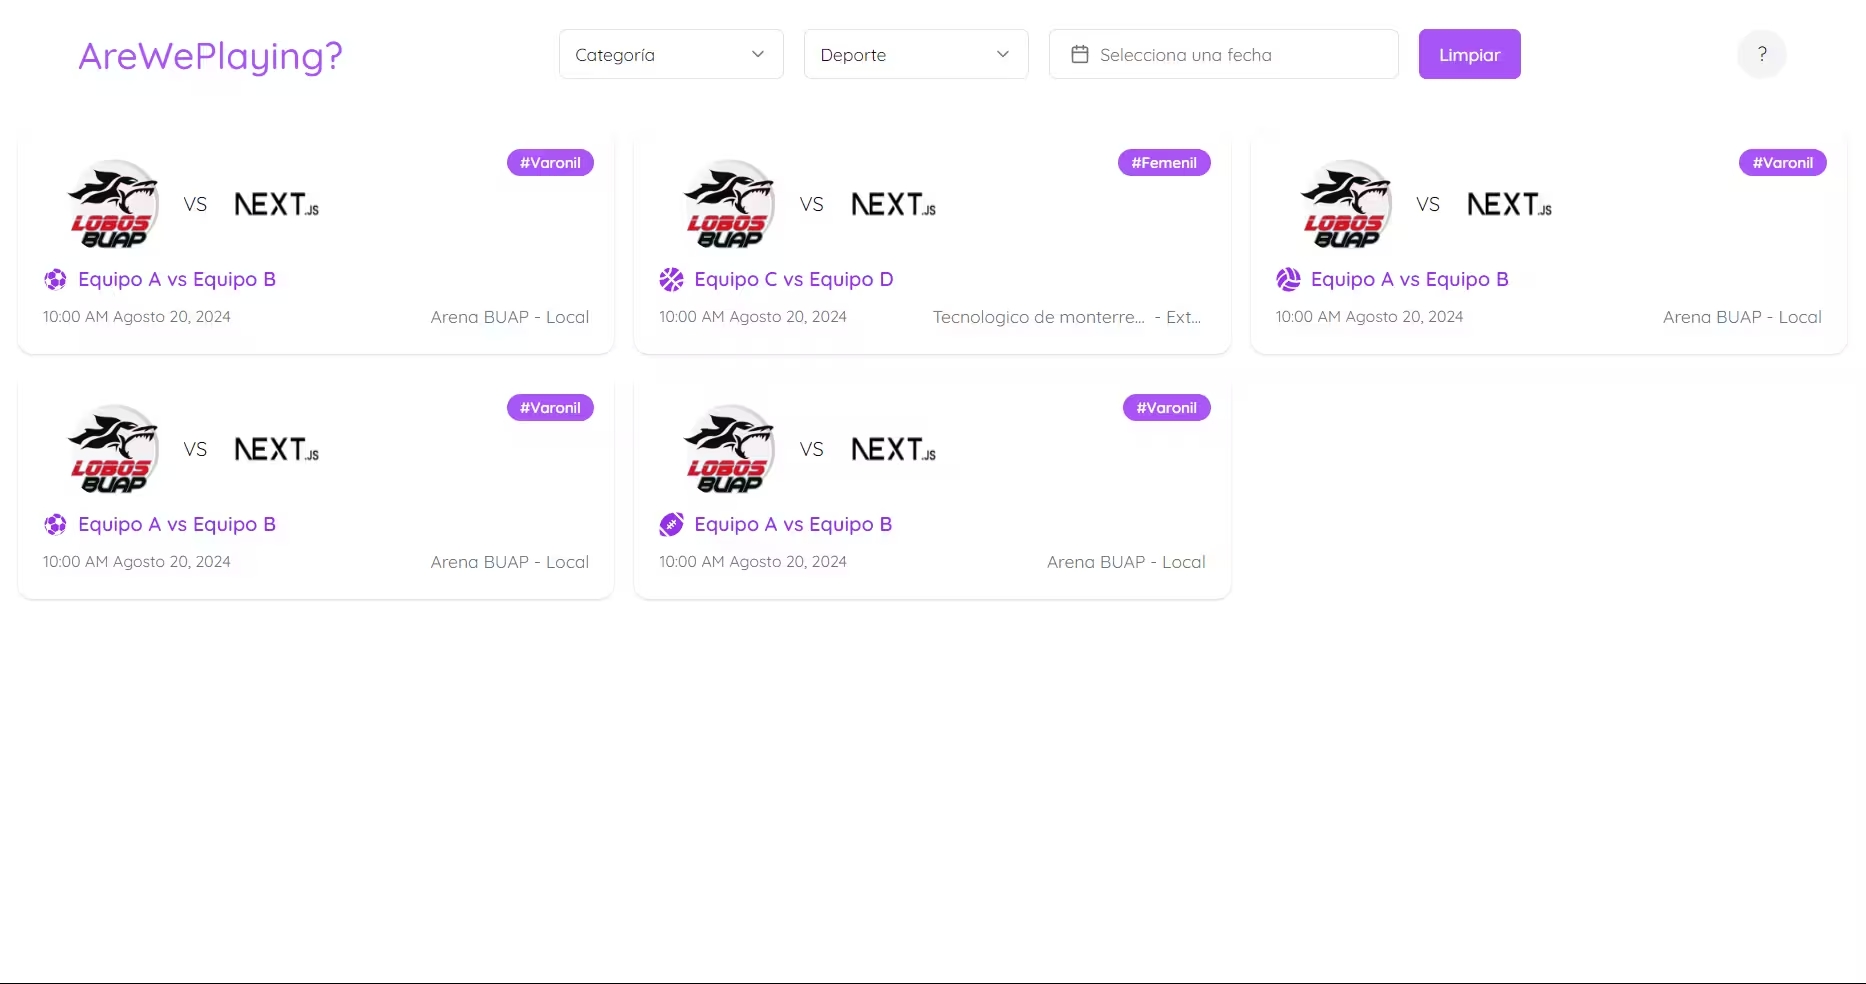 AreWePlaying?
Categoría
Deporte
Selecciona una fecha
Limpiar
?
#Varonil
LOBOS
BUAP
VS
NEXT.JS
Equipo A vs Equipo B
10:00 AM Agosto 20, 2024
Arena BUAP - Local
#Femenil
LOBOS
BUAP
VS
NEXT.JS
Equipo C vs Equipo D
10:00 AM Agosto 20, 2024
Tecnologico de monterre... - Ext...
#Varonil
LOBOS
BUAP
VS
NEXT.JS
Equipo A vs Equipo B
10:00 AM Agosto 20, 2024
Arena BUAP - Local
#Varonil
LOBOS
BUAP
VS
NEXT.JS
Equipo A vs Equipo B
10:00 AM Agosto 20, 2024
Arena BUAP - Local
#Varonil
LOBOS
BUAP
VS
NEXT.JS
Equipo A vs Equipo B
10:00 AM Agosto 20, 2024
Arena BUAP - Local